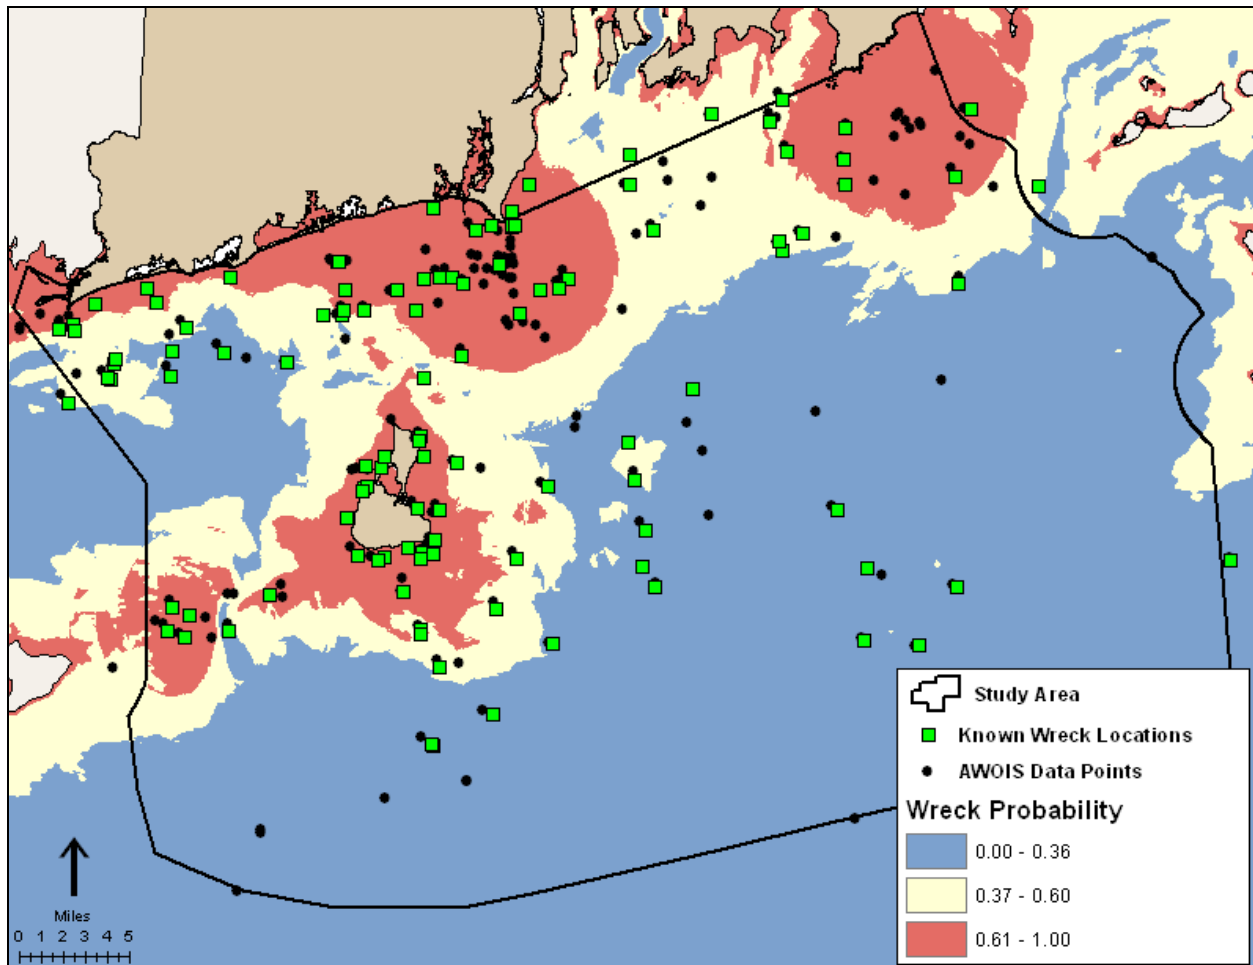 Study Area
Known Wreck Locations
AWOIS Data Points
Wreck Probability
0.00 - 0.36
0.37 - 0.60
0.61 - 1.00
Miles
0 1 2 3 4 5